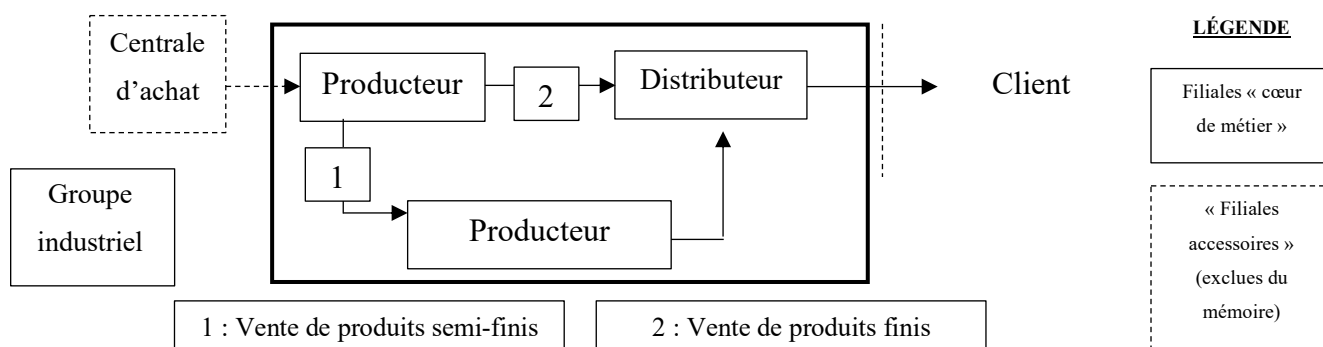 Centrale
d’achat
Producteur
2
Distributeur
Client
1
Producteur
Groupe
industriel
1 : Vente de produits semi-finis
2 : Vente de produits finis
LÉGENDE
Filiales « cœur
de métier »
« Filiales
accessoires »
(exclues du
mémoire)